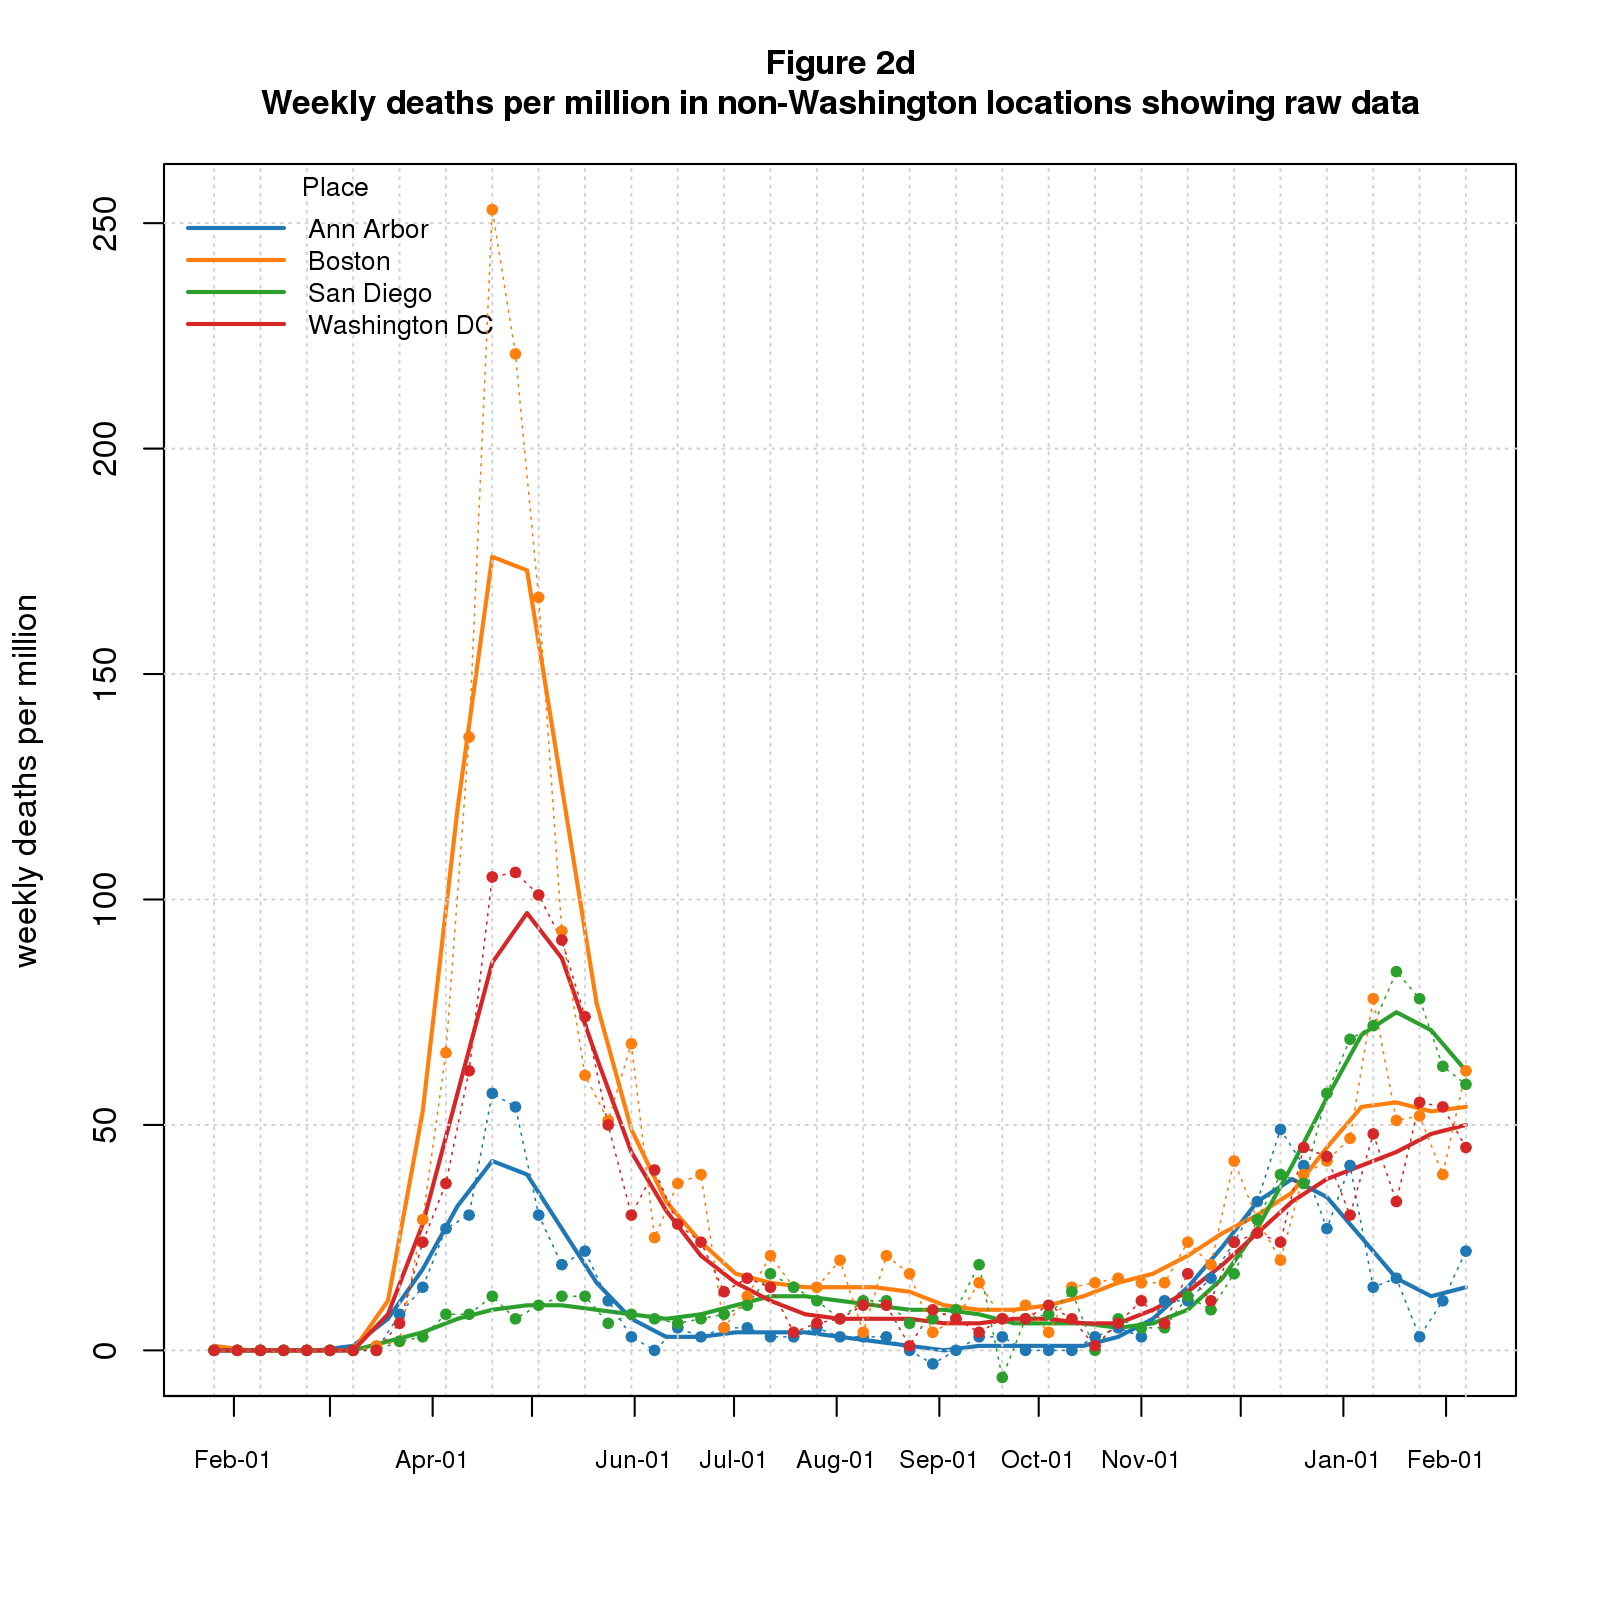 Figure 2d
Weekly deaths per million in non-Washington locations showing raw data
Place
Ann Arbor
Boston
San Diego
Washington DC
weekly deaths per million
250
200
150
100
50
0
Feb-01 Apr-01 Jun-01 Jul-01 Aug-01 Sep-01 Oct-01 Nov-01 Jan-01 Feb-01